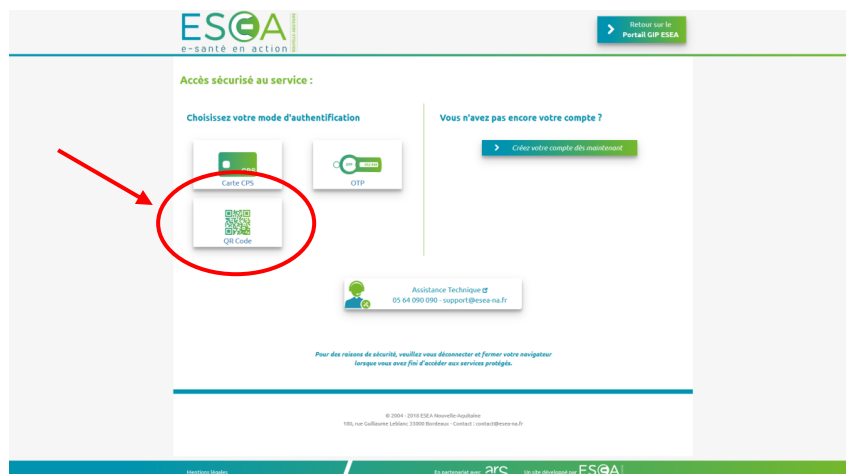 ESEA
e-santé en action
Retour sur le
Portail GIP ESEA
Accès sécurisé au service :
Choisissez votre mode d'authentification
Vous n'avez pas encore votre compte ?
Créez votre compte dès maintenant
CPS
Carte CPS
OTP
QR Code
Assistance Technique
05 64 090 090 - support@esea-na.fr
Pour des raisons de sécurité, veuillez vous déconnecter et fermer votre navigateur
lorsque vous avez fini d'accéder aux services protégés.
© 2004 - 2018 ESEA Nouvelle-Aquitaine
180, rue Guillaume Leblanc 33000 Bordeaux - Contact : contact@esea-na.fr
Mentions légales
En partenariat avec ars
Un site développé par ESEA